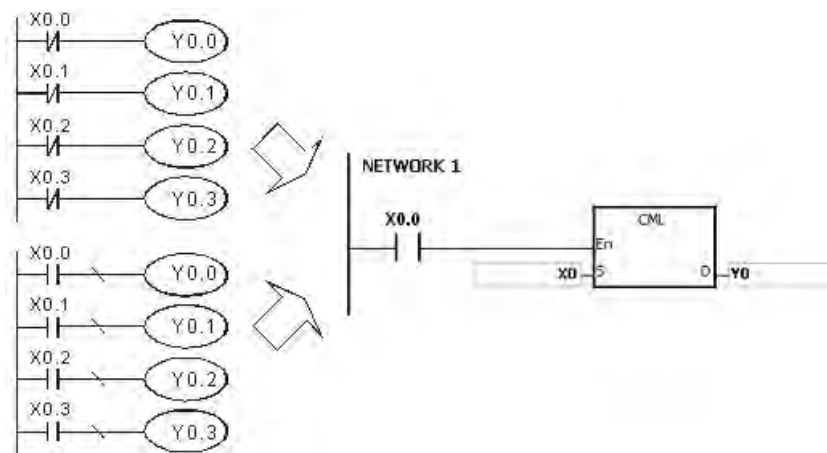 X0.0
Y0.0
X0.1
Y0.1
X0.2
Y0.2
X0.3
Y0.3
X0.0
Y0.0
X0.1
Y0.1
X0.2
Y0.2
X0.3
Y0.3
NETWORK 1
X0.0
CML
En
X0 S D Y0